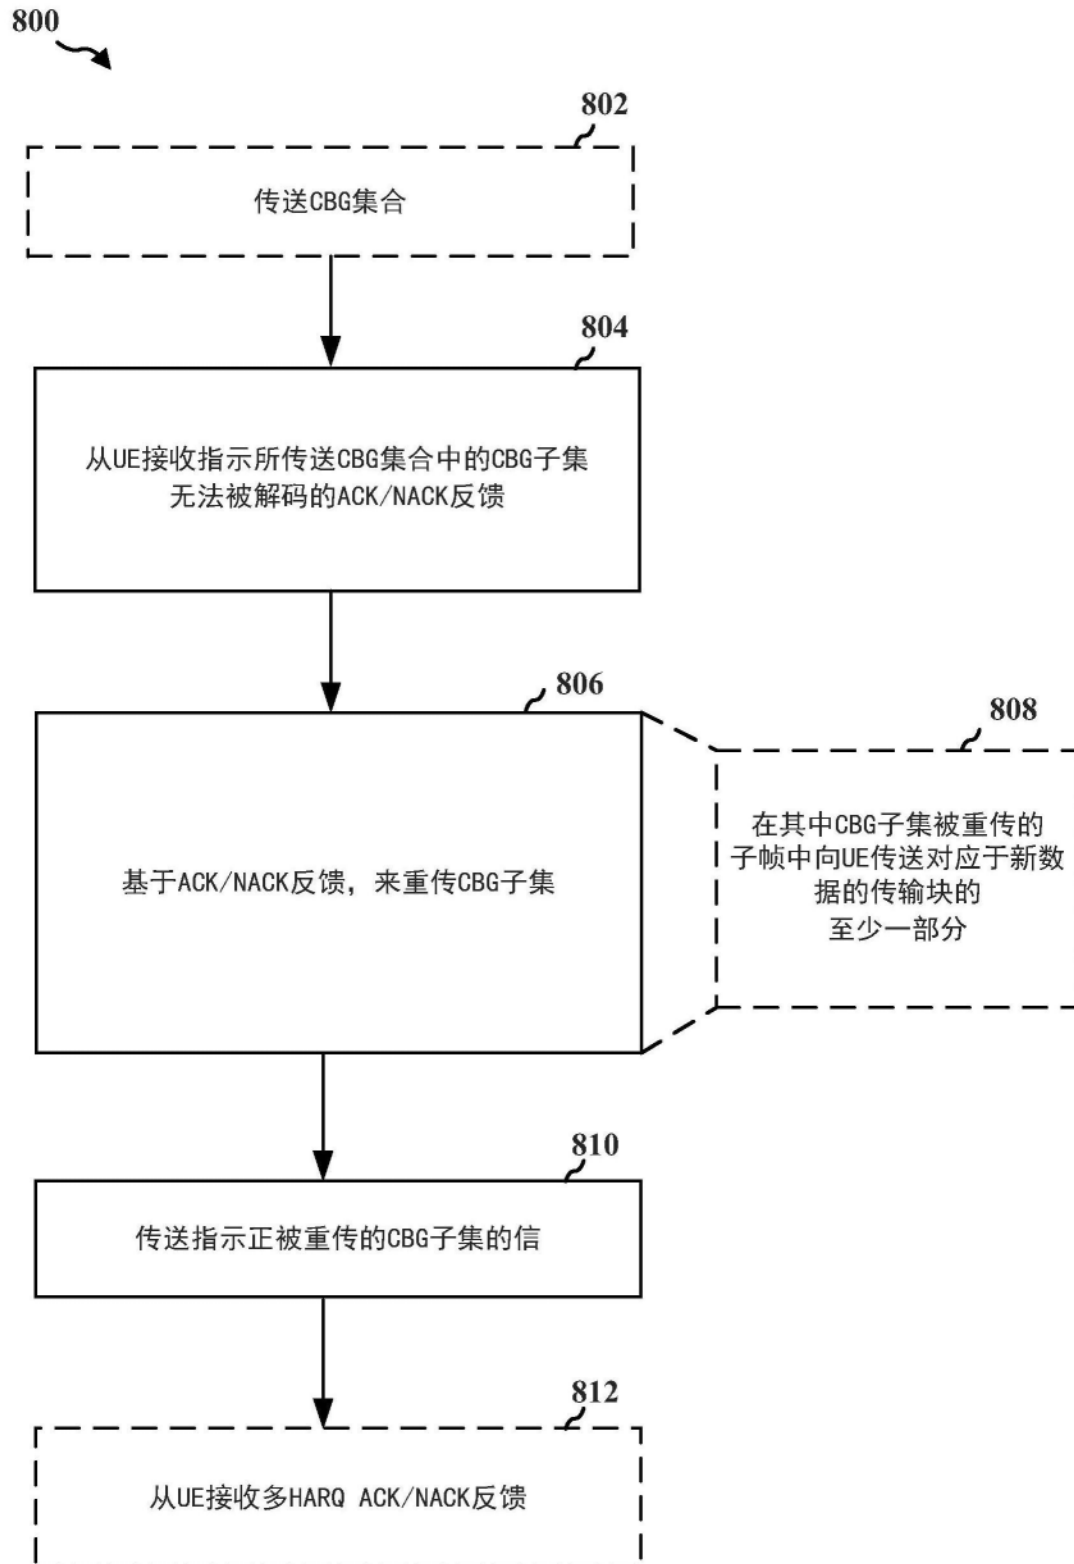 800
802
传送CBG集合
804
从UE接收指示所传送CBG集合中的CBG子集
无法被解码的ACK/NACK反馈
806
基于ACK/NACK反馈，来重传CBG子集
808
在其中CBG子集被重传的
子帧中向UE传送对应于新数
据的传输块的
至少一部分
810
传送指示正被重传的CBG子集的信
812
从UE接收多HARQ ACK/NACK反馈